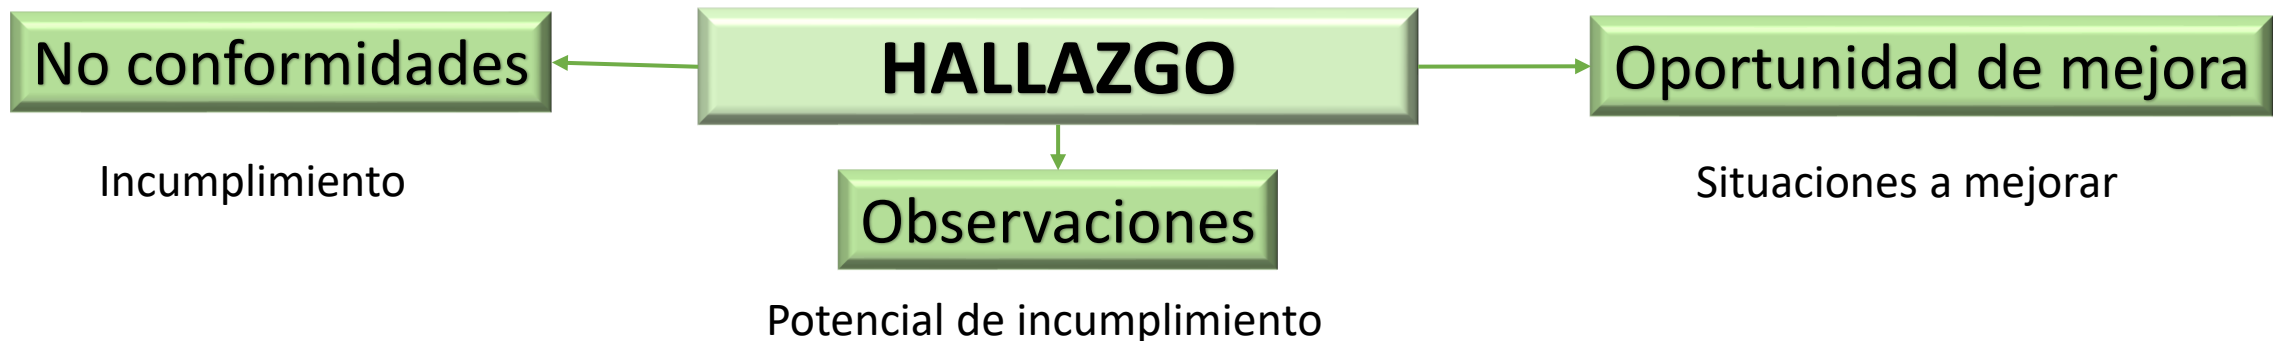 No conformidades
HALLAZGO
Oportunidad de mejora
Incumplimiento
Observaciones
Situaciones a mejorar
Potencial de incumplimiento